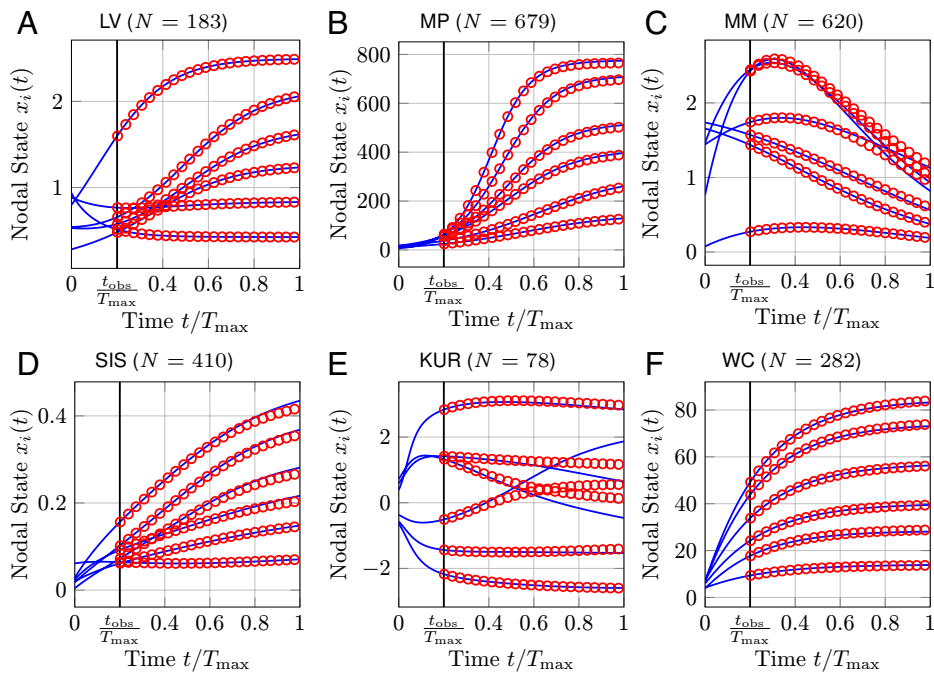 A LV (N = 183)
Nodal State x_i(t)
2
1
0 t_obs/T_max 0.4 0.6 0.8 1
Time t/T_max
B MP (N = 679)
Nodal State x_i(t)
800
600
400
200
0
0 t_obs/T_max 0.4 0.6 0.8 1
Time t/T_max
C MM (N = 620)
Nodal State x_i(t)
2
1
0
0 t_obs/T_max 0.4 0.6 0.8 1
Time t/T_max
D SIS (N = 410)
Nodal State x_i(t)
0.4
0.2
0
0 t_obs/T_max 0.4 0.6 0.8 1
Time t/T_max
E KUR (N = 78)
Nodal State x_i(t)
2
0
−2
0 t_obs/T_max 0.4 0.6 0.8 1
Time t/T_max
F WC (N = 282)
Nodal State x_i(t)
80
60
40
20
0
0 t_obs/T_max 0.4 0.6 0.8 1
Time t/T_max